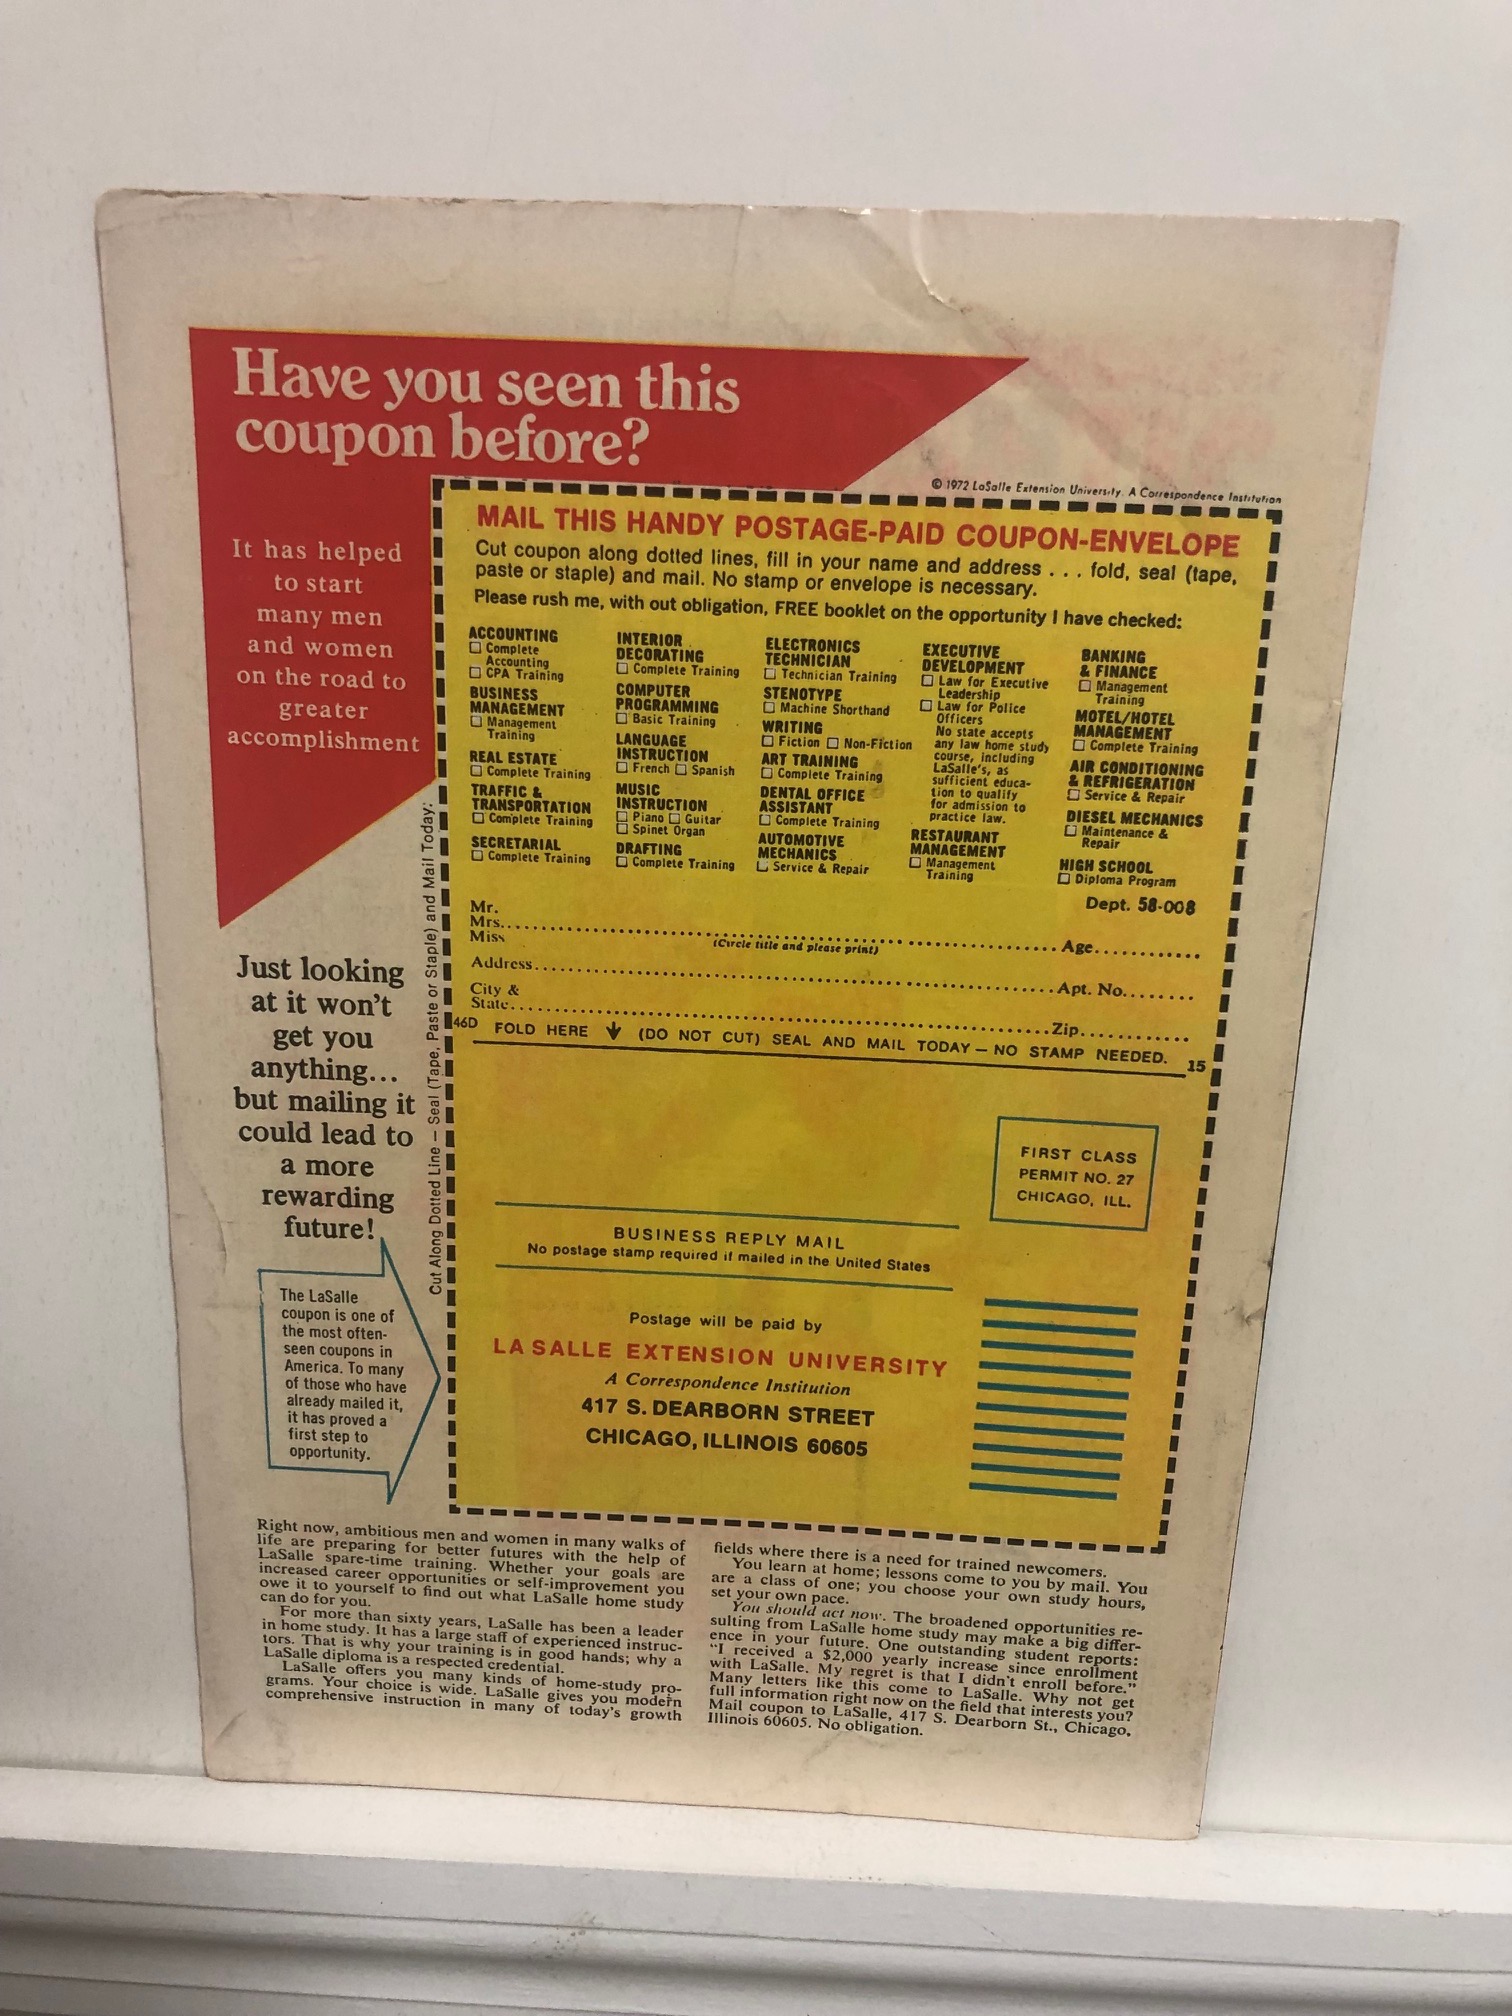 Have you seen this
coupon before?
It has helped
to start
many men
and women
on the road to
greater
accomplishment
© 1972 LaSalle Extension University. A Correspondence Institution
MAIL THIS HANDY POSTAGE-PAID COUPON-ENVELOPE
Cut coupon along dotted lines, fill in your name and address . . . fold, seal (tape,
paste or staple) and mail. No stamp or envelope is necessary.
Please rush me, with out obligation, FREE booklet on the opportunity I have checked:
ACCOUNTING
☐ Complete
Accounting
☐ CPA Training
BUSINESS
MANAGEMENT
☐ Management
Training
REAL ESTATE
☐ Complete Training
TRAFFIC &
TRANSPORTATION
☐ Complete Training
SECRETARIAL
☐ Complete Training
INTERIOR
DECORATING
☐ Complete Training
COMPUTER
PROGRAMMING
☐ Basic Training
LANGUAGE
INSTRUCTION
☐ French ☐ Spanish
MUSIC
INSTRUCTION
☐ Piano ☐ Guitar
☐ Spinet Organ
DRAFTING
☐ Complete Training
ELECTRONICS
TECHNICIAN
☐ Technician Training
STENOTYPE
☐ Machine Shorthand
WRITING
☐ Fiction ☐ Non-Fiction
ART TRAINING
☐ Complete Training
DENTAL OFFICE
ASSISTANT
☐ Complete Training
AUTOMOTIVE
MECHANICS
☐ Service & Repair
EXECUTIVE
DEVELOPMENT
☐ Law for Executive
Leadership
☐ Law for Police
Officers
No state accepts
any law home study
course, including
LaSalle's, as
sufficient educa-
tion to qualify
for admission to
practice law.
RESTAURANT
MANAGEMENT
☐ Management
Training
BANKING
& FINANCE
☐ Management
Training
MOTEL/HOTEL
MANAGEMENT
☐ Complete Training
AIR CONDITIONING
& REFRIGERATION
☐ Service & Repair
DIESEL MECHANICS
☐ Maintenance &
Repair
HIGH SCHOOL
☐ Diploma Program
Dept. 58-008
Mr.
Mrs.......... Age..........
Miss (Circle title and please print)
Address.......... Apt. No..........
City &
State.......... Zip..........
46D FOLD HERE ↓ (DO NOT CUT) SEAL AND MAIL TODAY — NO STAMP NEEDED. 15
Cut Along Dotted Line — Seal (Tape, Paste or Staple) and Mail Today:
Just looking
at it won't
get you
anything...
but mailing it
could lead to
a more
rewarding
future!
The LaSalle
coupon is one of
the most often-
seen coupons in
America. To many
of those who have
already mailed it,
it has proved a
first step to
opportunity.
FIRST CLASS
PERMIT NO. 27
CHICAGO, ILL.
BUSINESS REPLY MAIL
No postage stamp required if mailed in the United States
Postage will be paid by
LA SALLE EXTENSION UNIVERSITY
A Correspondence Institution
417 S. DEARBORN STREET
CHICAGO, ILLINOIS 60605
Right now, ambitious men and women in many walks of
life are preparing for better futures with the help of
LaSalle spare-time training. Whether your goals are
increased career opportunities or self-improvement you
owe it to yourself to find out what LaSalle home study
can do for you.
For more than sixty years, LaSalle has been a leader
in home study. It has a large staff of experienced instruc-
tors. That is why your training is in good hands; why a
LaSalle diploma is a respected credential.
LaSalle offers you many kinds of home-study pro-
grams. Your choice is wide. LaSalle gives you modern
comprehensive instruction in many of today's growth
fields where there is a need for trained newcomers.
You learn at home; lessons come to you by mail. You
are a class of one; you choose your own study hours,
set your own pace.
You should act now. The broadened opportunities re-
sulting from LaSalle home study may make a big differ-
ence in your future. One outstanding student reports:
"I received a $2,000 yearly increase since enrollment
with LaSalle. My regret is that I didn't enroll before."
Many letters like this come to LaSalle. Why not get
full information right now on the field that interests you?
Mail coupon to LaSalle, 417 S. Dearborn St., Chicago,
Illinois 60605. No obligation.